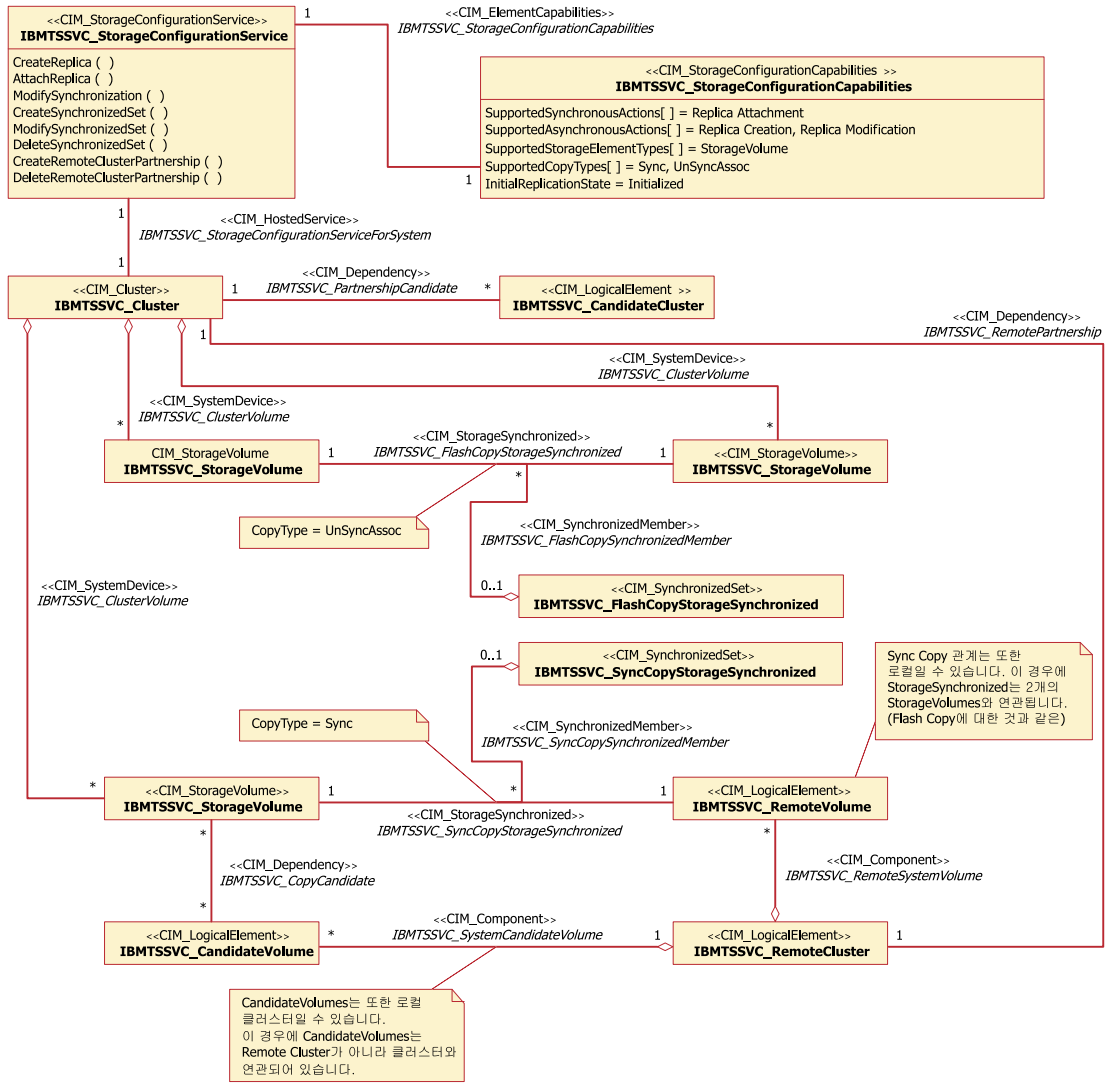 <<CIM_StorageConfigurationService>>
IBMTSSVC_StorageConfigurationService
CreateReplica ( )
AttachReplica ( )
ModifySynchronization ( )
CreateSynchronizedSet ( )
ModifySynchronizedSet ( )
DeleteSynchronizedSet ( )
CreateRemoteClusterPartnership ( )
DeleteRemoteClusterPartnership ( )
1
<<CIM_ElementCapabilities>>
IBMTSSVC_StorageConfigurationCapabilities
<<CIM_StorageConfigurationCapabilities >>
IBMTSSVC_StorageConfigurationCapabilities
SupportedSynchronousActions[ ] = Replica Attachment
SupportedAsynchronousActions[ ] = Replica Creation, Replica Modification
SupportedStorageElementTypes[ ] = StorageVolume
SupportedCopyTypes[ ] = Sync, UnSyncAssoc
InitialReplicationState = Initialized
1
1
<<CIM_HostedService>>
IBMTSSVC_StorageConfigurationServiceForSystem
1
<<CIM_Cluster>>
IBMTSSVC_Cluster
1
<<CIM_Dependency>>
IBMTSSVC_PartnershipCandidate
*
<<CIM_LogicalElement >>
IBMTSSVC_CandidateCluster
1
<<CIM_Dependency>>
IBMTSSVC_RemotePartnership
<<CIM_SystemDevice>>
IBMTSSVC_ClusterVolume
<<CIM_SystemDevice>>
IBMTSSVC_ClusterVolume
*
*
CIM_StorageVolume
IBMTSSVC_StorageVolume
1
<<CIM_StorageSynchronized>>
IBMTSSVC_FlashCopyStorageSynchronized
1
<<CIM_StorageVolume>>
IBMTSSVC_StorageVolume
*
CopyType = UnSyncAssoc
<<CIM_SynchronizedMember>>
IBMTSSVC_FlashCopySynchronizedMember
<<CIM_SystemDevice>>
IBMTSSVC_ClusterVolume
0..1
<<CIM_SynchronizedSet>>
IBMTSSVC_FlashCopyStorageSynchronized
0..1
<<CIM_SynchronizedSet>>
IBMTSSVC_SyncCopyStorageSynchronized
Sync Copy 관계는 또한
로컬일 수 있습니다. 이 경우에
StorageSynchronized는 2개의
StorageVolumes와 연관됩니다.
(Flash Copy에 대한 것과 같은)
CopyType = Sync
<<CIM_SynchronizedMember>>
IBMTSSVC_SyncCopySynchronizedMember
*
<<CIM_StorageVolume>>
IBMTSSVC_StorageVolume
1
*
1
<<CIM_LogicalElement>>
IBMTSSVC_RemoteVolume
<<CIM_StorageSynchronized>>
IBMTSSVC_SyncCopyStorageSynchronized
*
*
<<CIM_Dependency>>
IBMTSSVC_CopyCandidate
<<CIM_Component>>
IBMTSSVC_RemoteSystemVolume
*
<<CIM_LogicalElement>>
IBMTSSVC_CandidateVolume
*
<<CIM_Component>>
IBMTSSVC_SystemCandidateVolume
1
<<CIM_LogicalElement>>
IBMTSSVC_RemoteCluster
1
CandidateVolumes는 또한 로컬
클러스터일 수 있습니다.
이 경우에 CandidateVolumes는
Remote Cluster가 아니라 클러스터와
연관되어 있습니다.